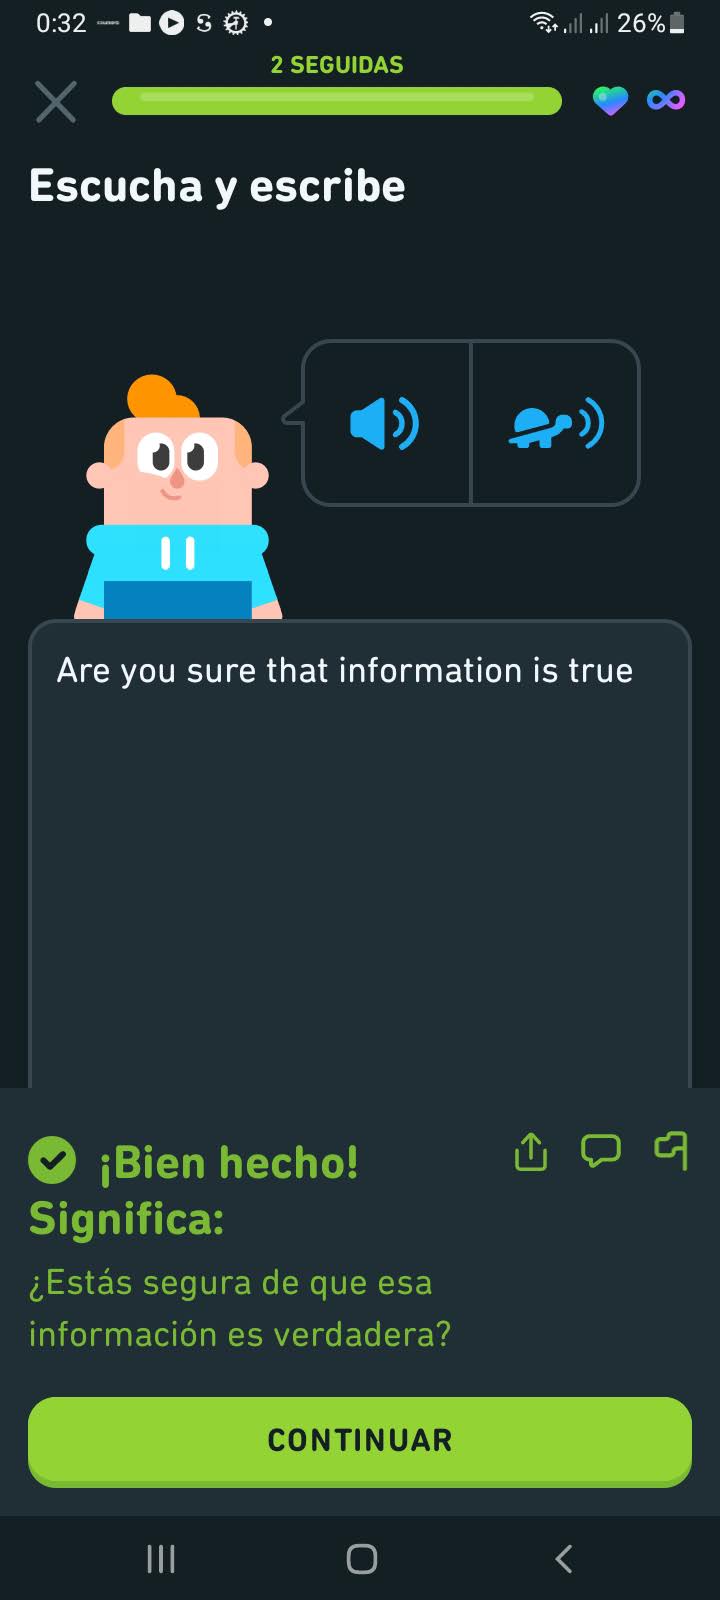 0:32
26%
2 SEGUIDAS
Escucha y escribe
Are you sure that information is true
¡Bien hecho!
Significa:
¿Estás segura de que esa
información es verdadera?
CONTINUAR